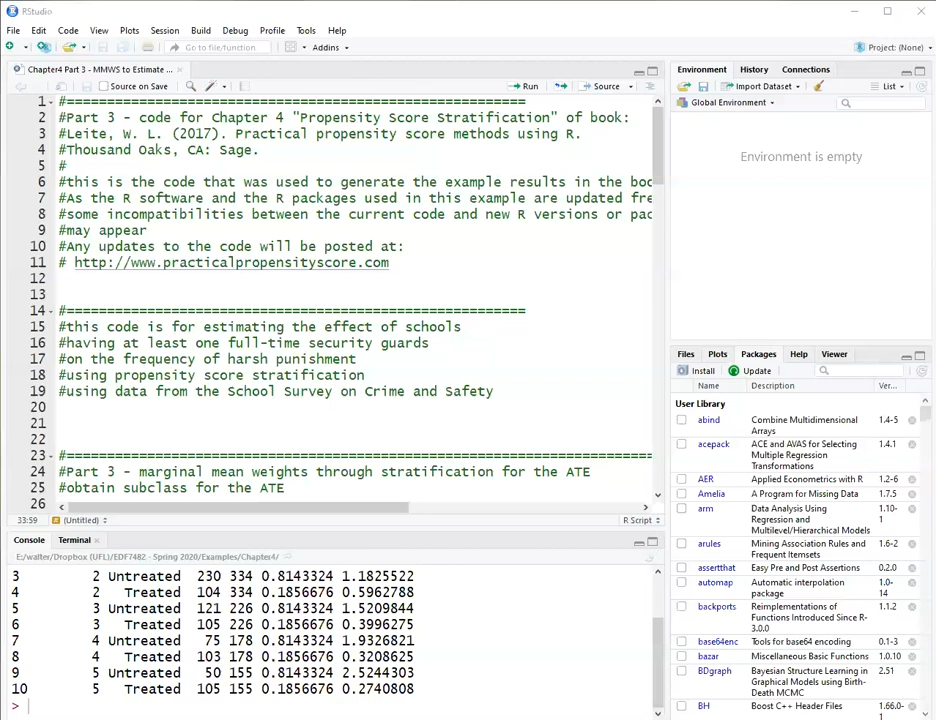 RStudio
File Edit Code View Plots Session Build Debug Profile Tools Help
Go to file/function Addins Project: (None)
Chapter4 Part 3 - MMWS to Estimate ...
Source on Save Run Source
1 #==========================================================
2 #Part 3 - code for Chapter 4 "Propensity Score Stratification" of book:
3 #Leite, W. L. (2017). Practical propensity score methods using R.
4 #Thousand Oaks, CA: Sage.
5 #
6 #this is the code that was used to generate the example results in the boo
7 #As the R software and the R packages used in this example are updated fre
8 #some incompatibilities between the current code and new R versions or pac
9 #may appear
10 #Any updates to the code will be posted at:
11 # http://www.practicalpropensityscore.com
12
13
14 #==========================================================
15 #this code is for estimating the effect of schools
16 #having at least one full-time security guards
17 #on the frequency of harsh punishment
18 #using propensity score stratification
19 #using data from the School Survey on Crime and Safety
20
21
22
23 #==========================================================================
24 #Part 3 - marginal mean weights through stratification for the ATE
25 #obtain subclass for the ATE
26
33:59 (Untitled) R Script
Console Terminal
E:/walter/Dropbox (UFL)/EDF7482 - Spring 2020/Examples/Chapter4/
3 2 Untreated 230 334 0.8143324 1.1825522
4 2 Treated 104 334 0.1856676 0.5962788
5 3 Untreated 121 226 0.8143324 1.5209844
6 3 Treated 105 226 0.1856676 0.3996275
7 4 Untreated 75 178 0.8143324 1.9326821
8 4 Treated 103 178 0.1856676 0.3208625
9 5 Untreated 50 155 0.8143324 2.5244303
10 5 Treated 105 155 0.1856676 0.2740808
>
Environment History Connections
Import Dataset List
Global Environment
Environment is empty
Files Plots Packages Help Viewer
Install Update
Name Description Ver...
User Library
abind Combine Multidimensional Arrays 1.4-5
acepack ACE and AVAS for Selecting Multiple Regression Transformations 1.4.1
AER Applied Econometrics with R 1.2-6
Amelia A Program for Missing Data 1.7.5
arm Data Analysis Using Regression and Multilevel/Hierarchical Models 1.10-1
arules Mining Association Rules and Frequent Itemsets 1.6-2
assertthat Easy Pre and Post Assertions 0.2.0
automap Automatic interpolation package 1.0-14
backports Reimplementations of Functions Introduced Since R-3.0.0 1.1.2
base64enc Tools for base64 encoding 0.1-3
bazar Miscellaneous Basic Functions 1.0.10
BDgraph Bayesian Structure Learning in Graphical Models using Birth-Death MCMC 2.51
BH Boost C++ Header Files 1.66.0-1